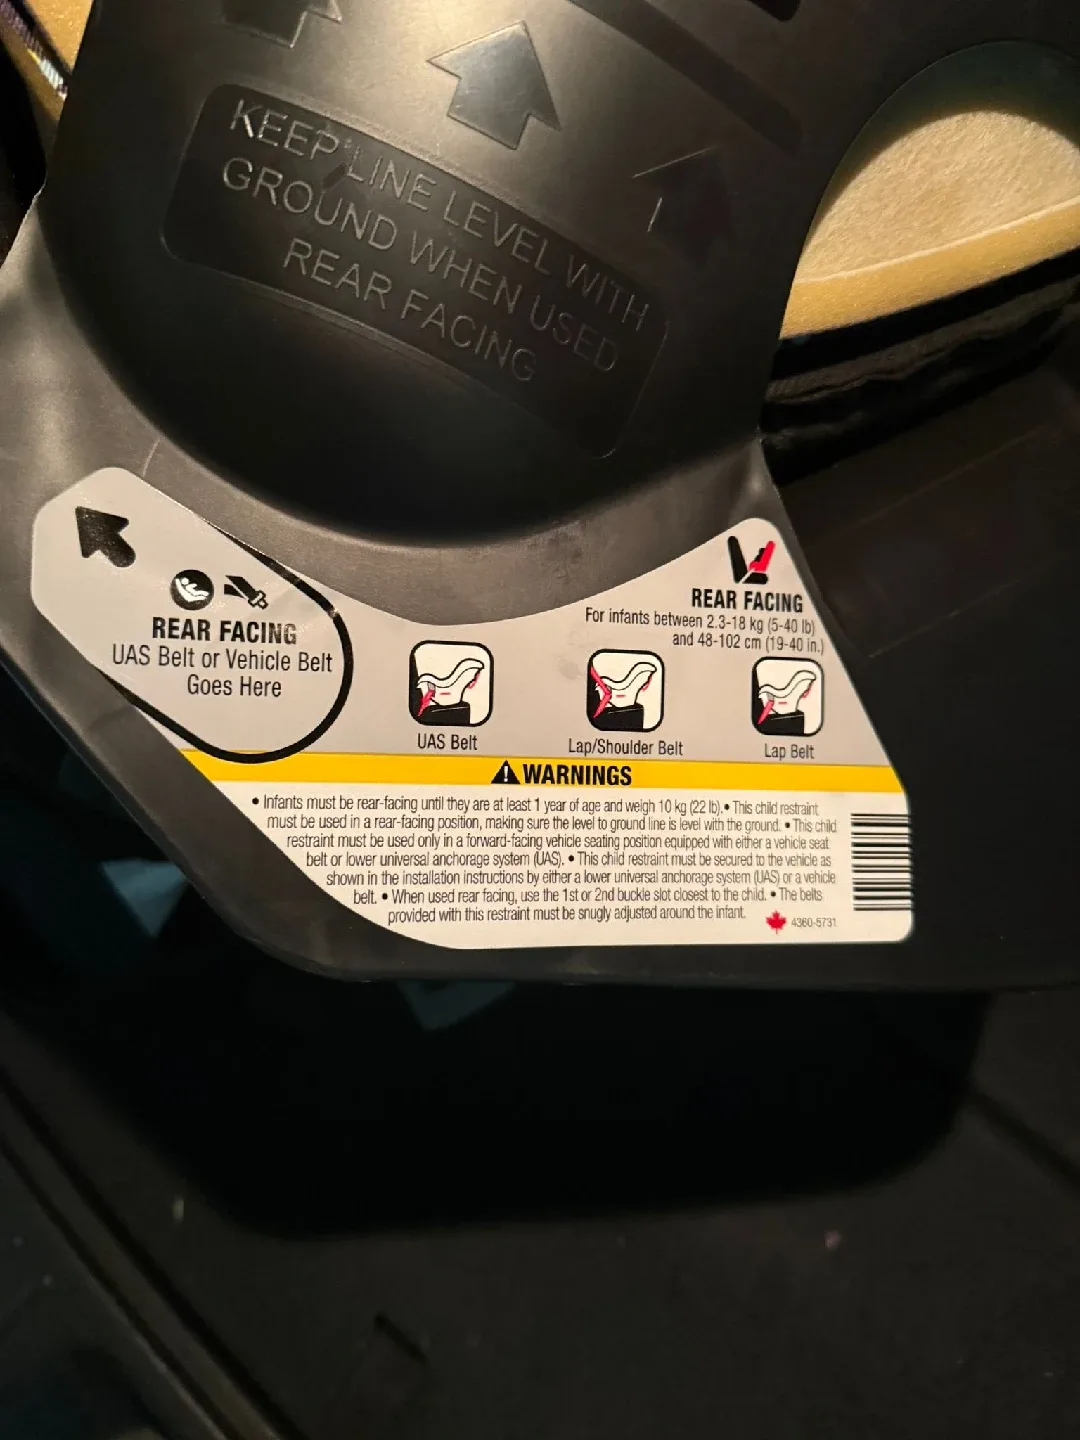 KEEP LINE LEVEL WITH
GROUND WHEN USED
REAR FACING
REAR FACING
UAS Belt or Vehicle Belt
Goes Here
REAR FACING
For infants between 2.3-18 kg (5-40 lb)
and 48-102 cm (19-40 in.)
UAS Belt
Lap/Shoulder Belt
Lap Belt
WARNINGS
• Infants must be rear-facing until they are at least 1 year of age and weigh 10 kg (22 lb). • This child restraint
must be used in a rear-facing position, making sure the level to ground line is level with the ground. • This child
restraint must be used only in a forward-facing vehicle seating position equipped with either a vehicle seat
belt or lower universal anchorage system (UAS). • This child restraint must be secured to the vehicle as
shown in the installation instructions by either a lower universal anchorage system (UAS) or a vehicle
belt. • When used rear facing, use the 1st or 2nd buckle slot closest to the child. • The belts
provided with this restraint must be snugly adjusted around the infant.
4360-5731